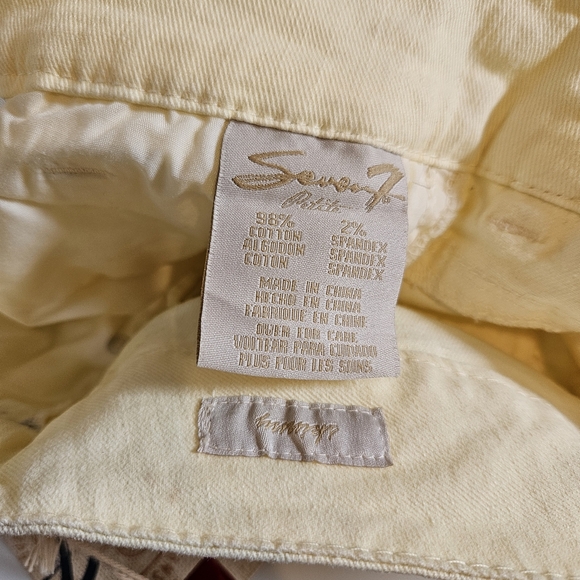 Seven7
Petite
98% 2%
COTTON SPANDEX
ALGODON SPANDEX
COTON SPANDEX
MADE IN CHINA
HECHO EN CHINA
FABRIQUE EN CHINE
OVER FOR CARE
VOLTEAR PARA CUIDADO
PLUS POUR LES SOINS